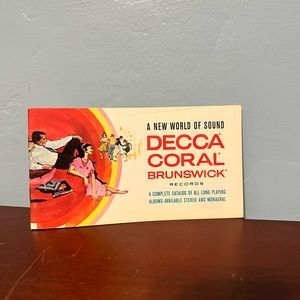 A NEW WORLD OF SOUND
DECCA®
CORAL®
BRUNSWICK®
RECORDS
A COMPLETE CATALOG OF ALL LONG PLAYING
ALBUMS-AVAILABLE STEREO AND MONAURAL